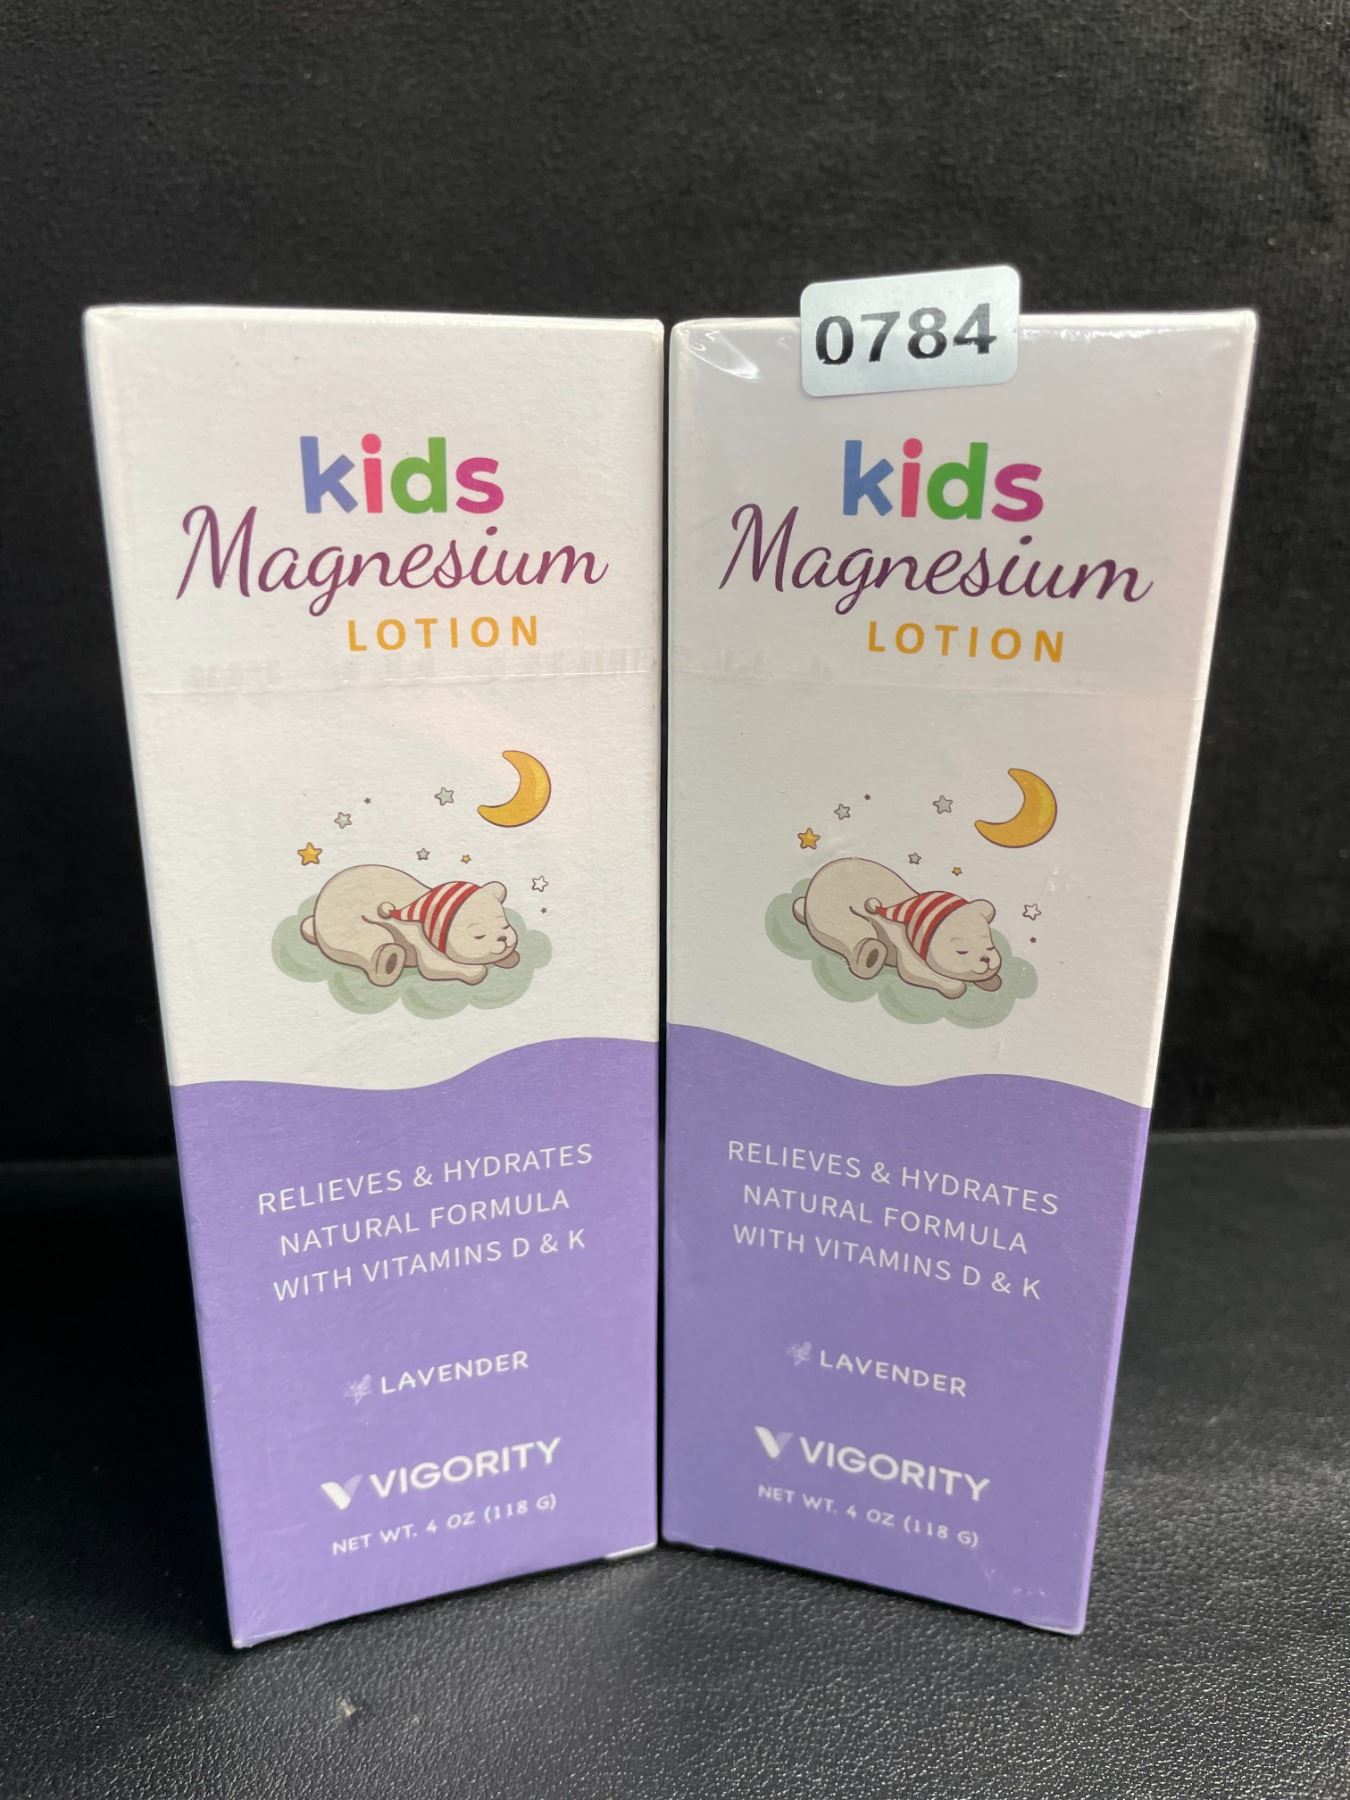 kids
Magnesium
LOTION
RELIEVES & HYDRATES
NATURAL FORMULA
WITH VITAMINS D & K
LAVENDER
VIGORITY
NET WT. 4 OZ (118 G)
0784
kids
Magnesium
LOTION
RELIEVES & HYDRATES
NATURAL FORMULA
WITH VITAMINS D & K
LAVENDER
VIGORITY
NET WT. 4 OZ (118 G)